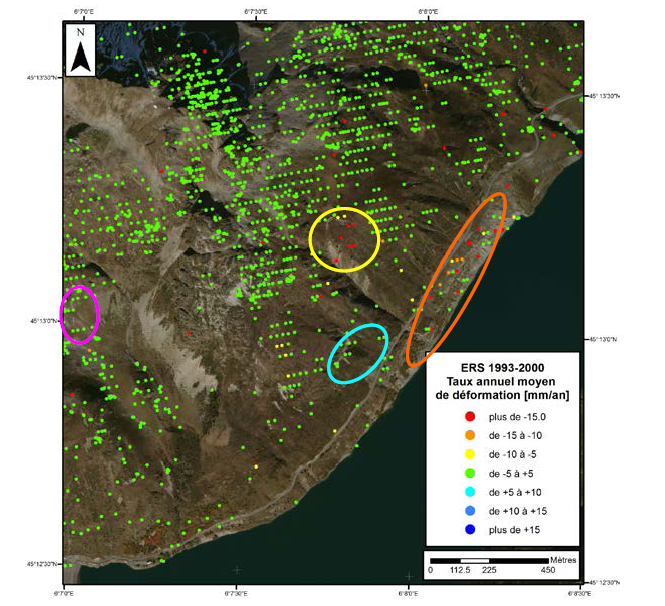 6°7'0"E
6°7'30"E
6°8'0"E
N
45°13'30"N
45°13'30"N
45°13'0"N
45°13'0"N
ERS 1993-2000
Taux annuel moyen
de déformation [mm/an]
plus de -15.0
de -15 à -10
de -10 à -5
de -5 à +5
de +5 à +10
de +10 à +15
plus de +15
Mètres
0 112.5 225 450
45°12'30"N
45°12'30"N
6°7'0"E
6°7'30"E
6°8'0"E
6°8'30"E